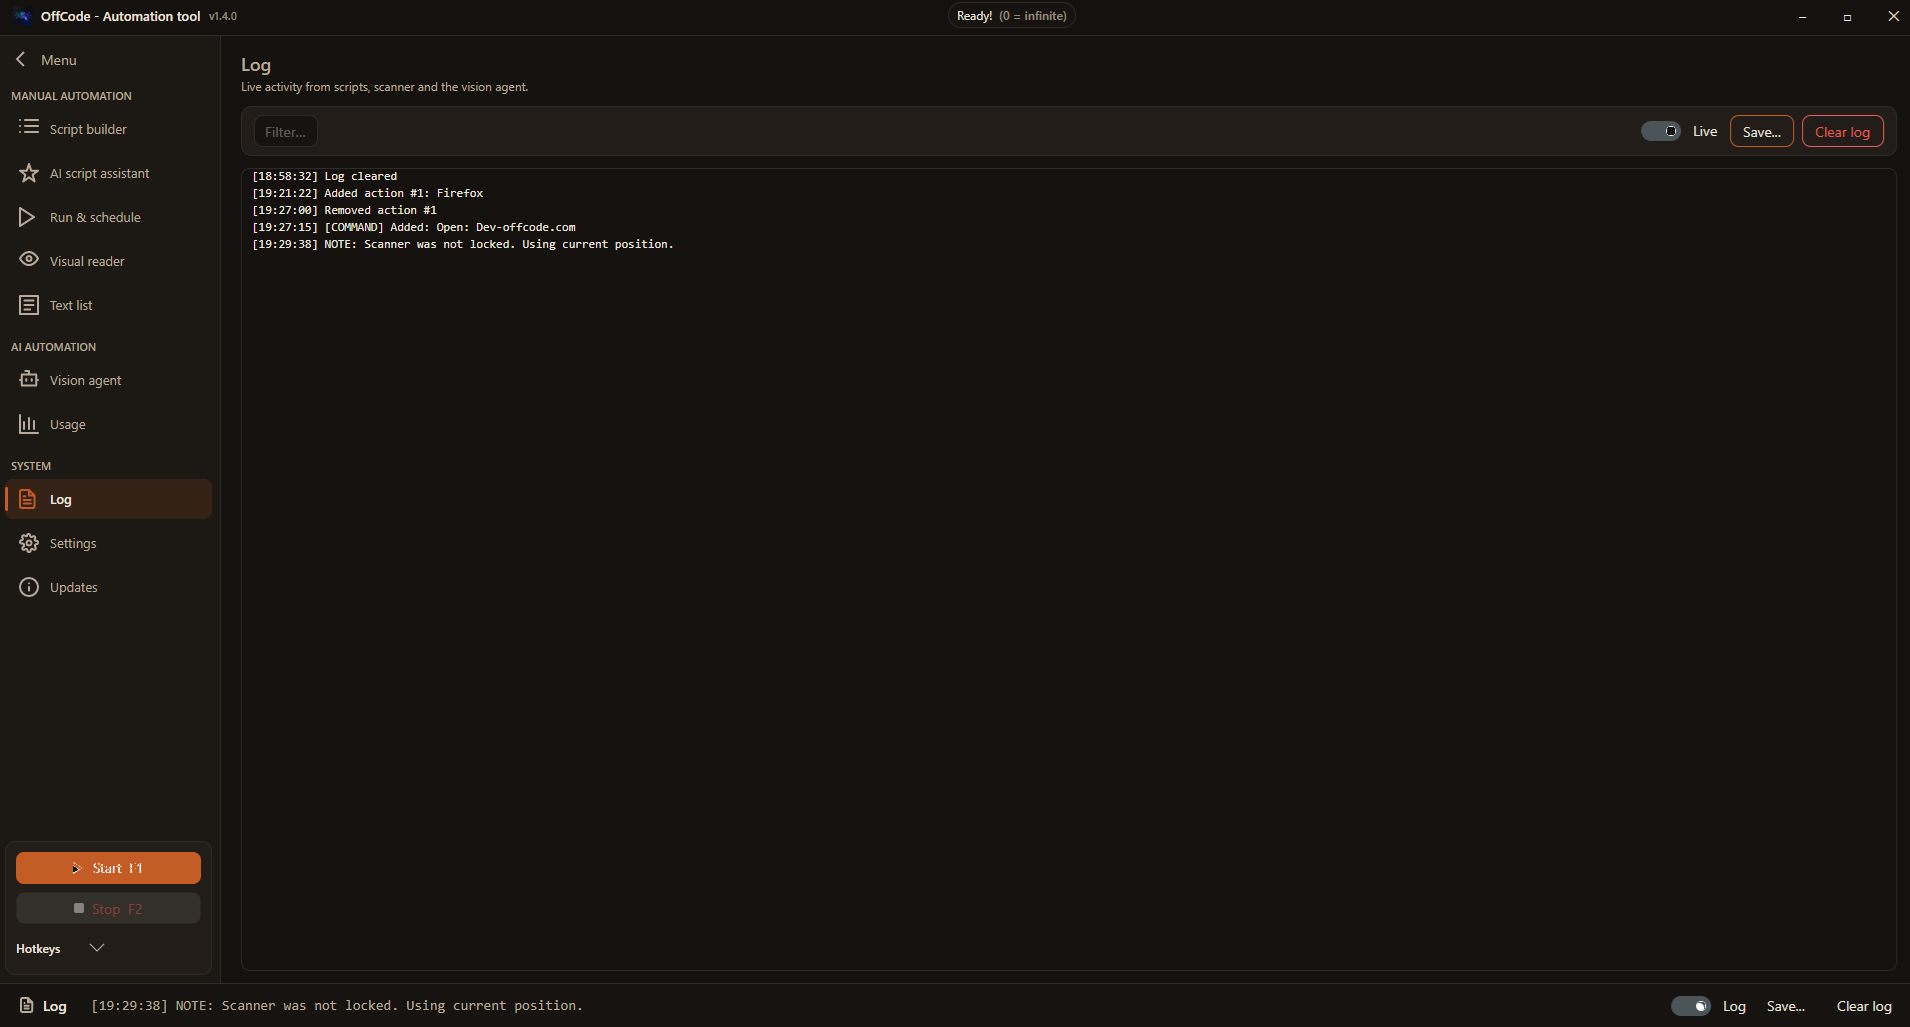 OffCode - Automation tool v1.4.0
Ready! (0 = infinite)
Menu
MANUAL AUTOMATION
Script builder
AI script assistant
Run & schedule
Visual reader
Text list
AI AUTOMATION
Vision agent
Usage
SYSTEM
Log
Settings
Updates
Start F1
Stop F2
Hotkeys
Log
Live activity from scripts, scanner and the vision agent.
Filter...
Live
Save...
Clear log
[18:58:32] Log cleared
[19:21:22] Added action #1: Firefox
[19:27:00] Removed action #1
[19:27:15] [COMMAND] Added: Open: Dev-offcode.com
[19:29:38] NOTE: Scanner was not locked. Using current position.
Log [19:29:38] NOTE: Scanner was not locked. Using current position.
Log
Save...
Clear log